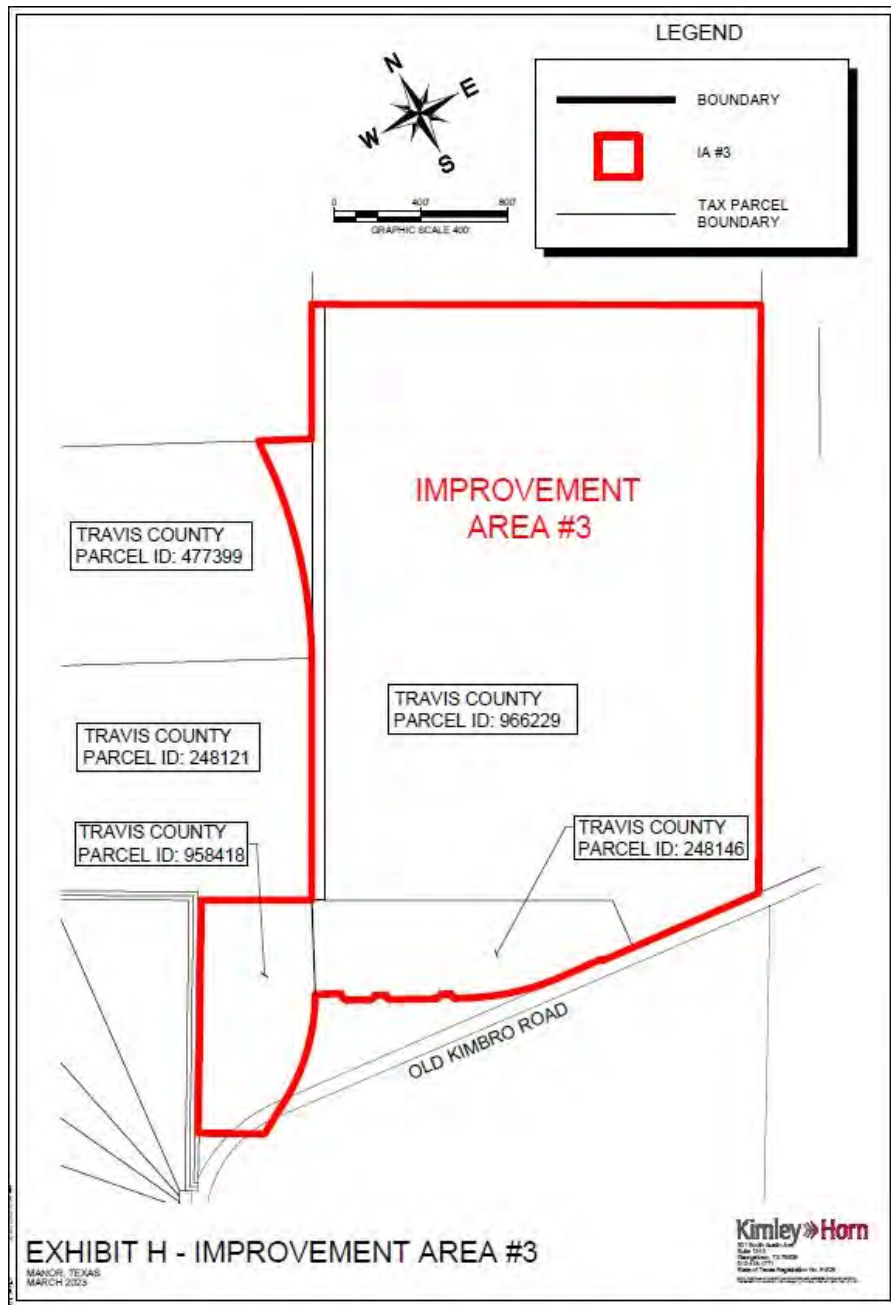 LEGEND
N
E
W
S
BOUNDARY
IA #3
TAX PARCEL
BOUNDARY
0 400' 800'
GRAPHIC SCALE 400'
IMPROVEMENT
AREA #3
TRAVIS COUNTY
PARCEL ID: 477399
TRAVIS COUNTY
PARCEL ID: 966229
TRAVIS COUNTY
PARCEL ID: 248121
TRAVIS COUNTY
PARCEL ID: 958418
TRAVIS COUNTY
PARCEL ID: 248146
OLD KIMBRO ROAD
EXHIBIT H - IMPROVEMENT AREA #3
MANOR, TEXAS
MARCH 2023
Kimley»Horn